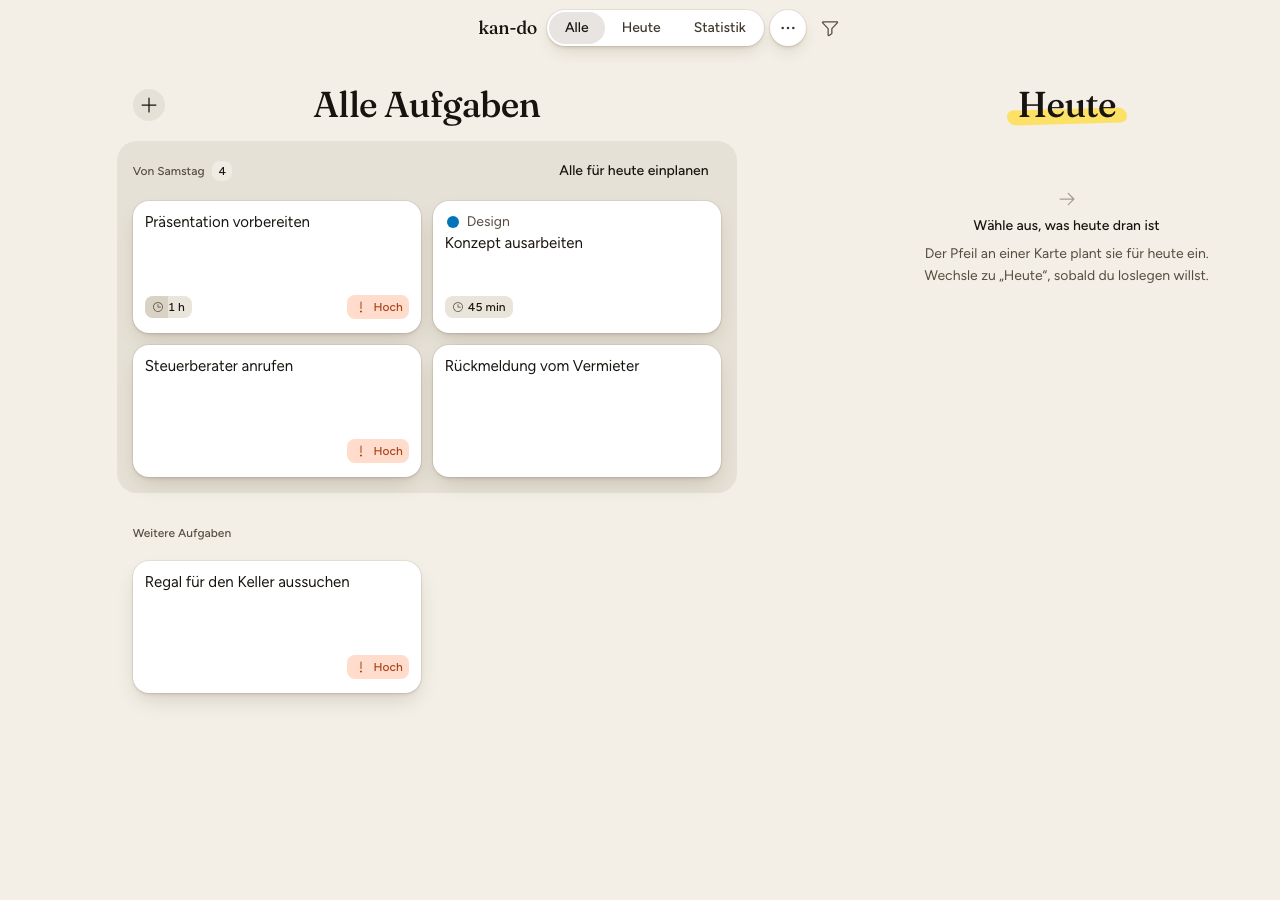 kan-do
Alle
Heute
Statistik
Alle Aufgaben
Von Samstag 4
Alle für heute einplanen
Präsentation vorbereiten
1 h
Hoch
Design
Konzept ausarbeiten
45 min
Steuerberater anrufen
Hoch
Rückmeldung vom Vermieter
Weitere Aufgaben
Regal für den Keller aussuchen
Hoch
Heute
Wähle aus, was heute dran ist
Der Pfeil an einer Karte plant sie für heute ein.
Wechsle zu „Heute“, sobald du loslegen willst.